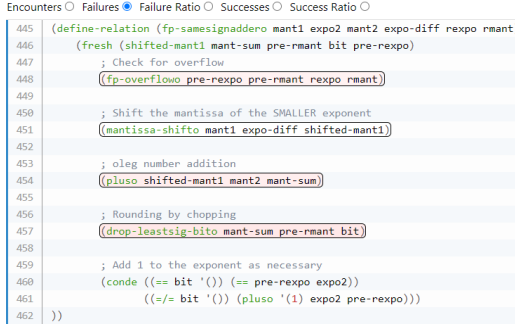 Encounters Failures Failure Ratio Successes Success Ratio
445 (define-relation (fp-samesignaddero mant1 expo2 mant2 expo-diff rexpo rmant
446 (fresh (shifted-mant1 mant-sum pre-rmant bit pre-rexpo)
447 ; Check for overflow
448 (fp-overflowo pre-rexpo pre-rmant rexpo rmant)
449
450 ; Shift the mantissa of the SMALLER exponent
451 (mantissa-shifto mant1 expo-diff shifted-mant1)
452
453 ; oleg number addition
454 (pluso shifted-mant1 mant2 mant-sum)
455
456 ; Rounding by chopping
457 (drop-leastsig-bito mant-sum pre-rmant bit)
458
459 ; Add 1 to the exponent as necessary
460 (conde ((== bit '()) (== pre-rexpo expo2))
461 ((=/= bit '()) (pluso '(1) expo2 pre-rexpo)))
462 ))